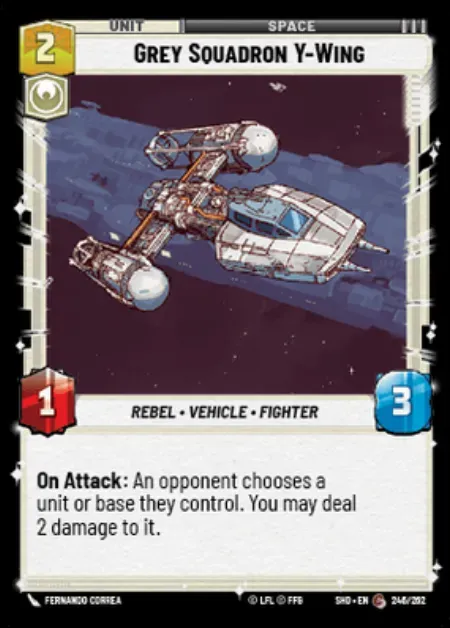 UNIT
SPACE
2
GREY SQUADRON Y-WING
1
REBEL • VEHICLE • FIGHTER
3
On Attack: An opponent chooses a
unit or base they control. You may deal
2 damage to it.
FERNANDO CORREA
© LFL © FFG
SHD • EN
246/262